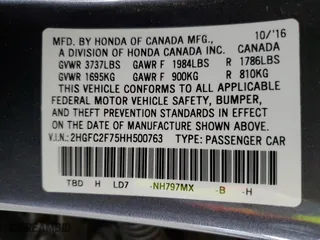 MFD. BY HONDA OF CANADA MFG., 10/'16
A DIVISION OF HONDA CANADA INC. CANADA
GVWR 3737LBS GAWR F 1984LBS R 1786LBS
GVWR 1695KG GAWR F 900KG R 810KG
THIS VEHICLE CONFORMS TO ALL APPLICABLE
FEDERAL MOTOR VEHICLE SAFETY, BUMPER,
AND THEFT PREVENTION STANDARDS IN EFFECT
ON THE DATE OF MANUFACTURE SHOWN ABOVE.
V.I.N.: 2HGFC2F75HH500763 TYPE: PASSENGER CAR
TBD H LD7 -NH797MX -B -H